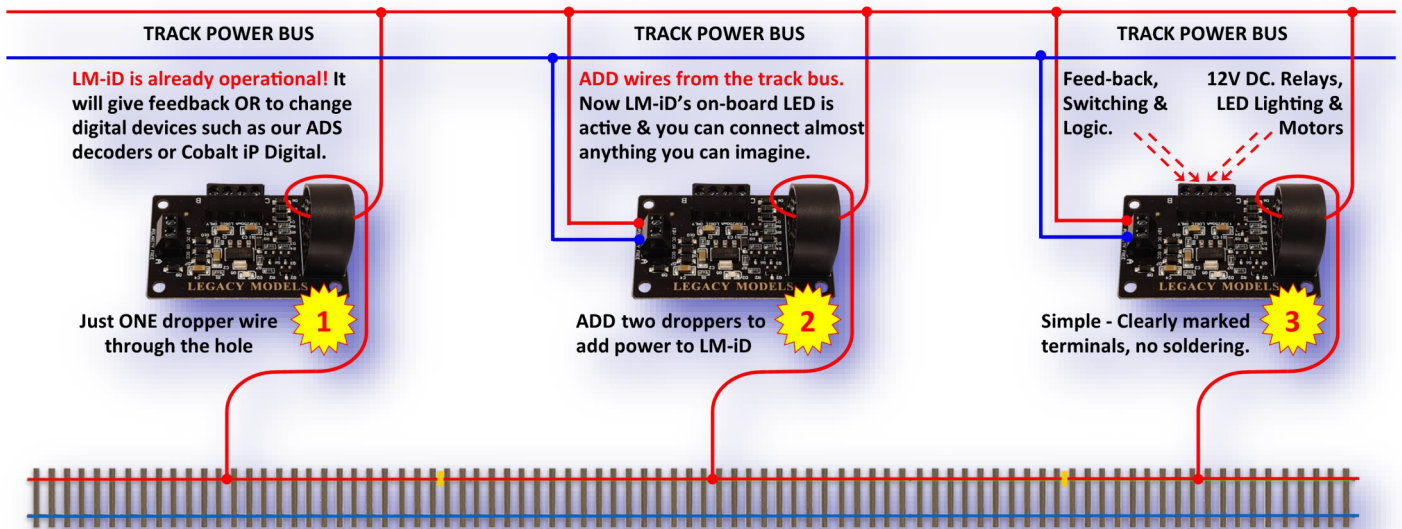 TRACK POWER BUS
LM-iD is already operational! It
will give feedback OR to change
digital devices such as our ADS
decoders or Cobalt iP Digital.
B
C
A
LEGACY MODELS
Just ONE dropper wire
through the hole
1
TRACK POWER BUS
ADD wires from the track bus.
Now LM-iD's on-board LED is
active & you can connect almost
anything you can imagine.
B
C
A
LEGACY MODELS
ADD two droppers to
add power to LM-iD
2
TRACK POWER BUS
Feed-back,
Switching &
Logic.
12V DC. Relays,
LED Lighting &
Motors
B
C
A
LEGACY MODELS
Simple - Clearly marked
terminals, no soldering.
3